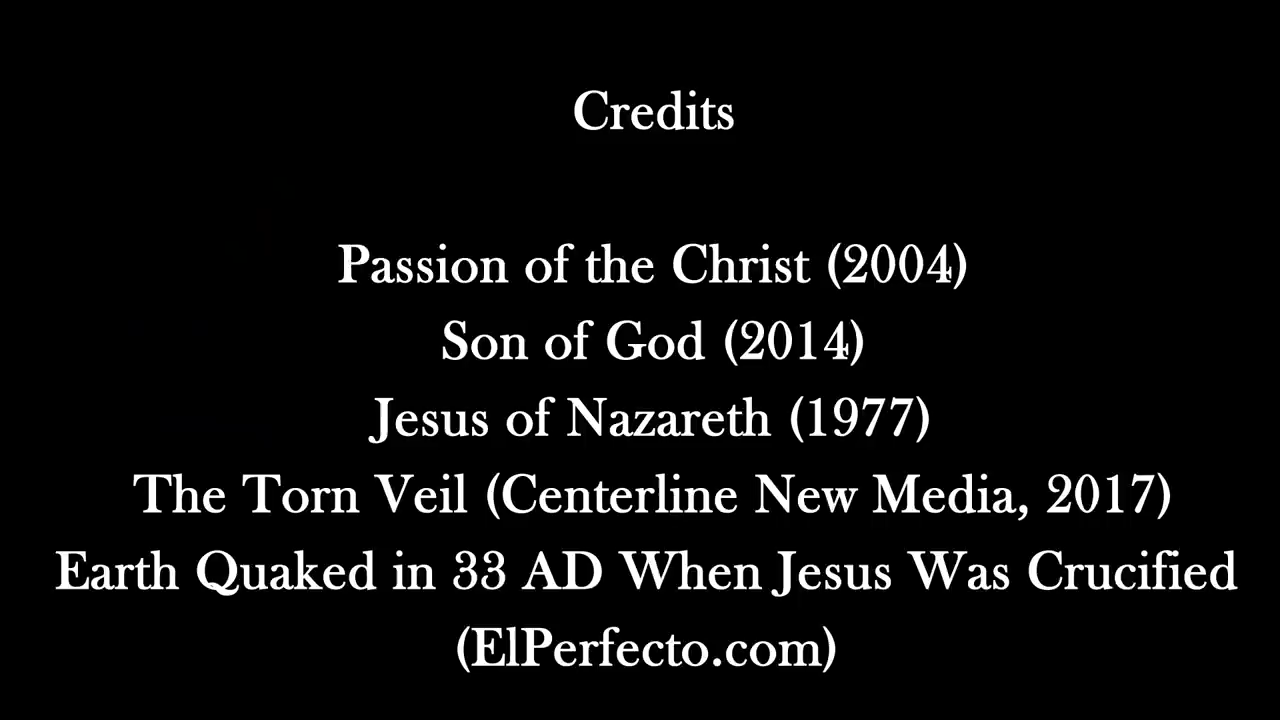 Credits
Passion of the Christ (2004)
Son of God (2014)
Jesus of Nazareth (1977)
The Torn Veil (Centerline New Media, 2017)
Earth Quaked in 33 AD When Jesus Was Crucified
(ElPerfecto.com)